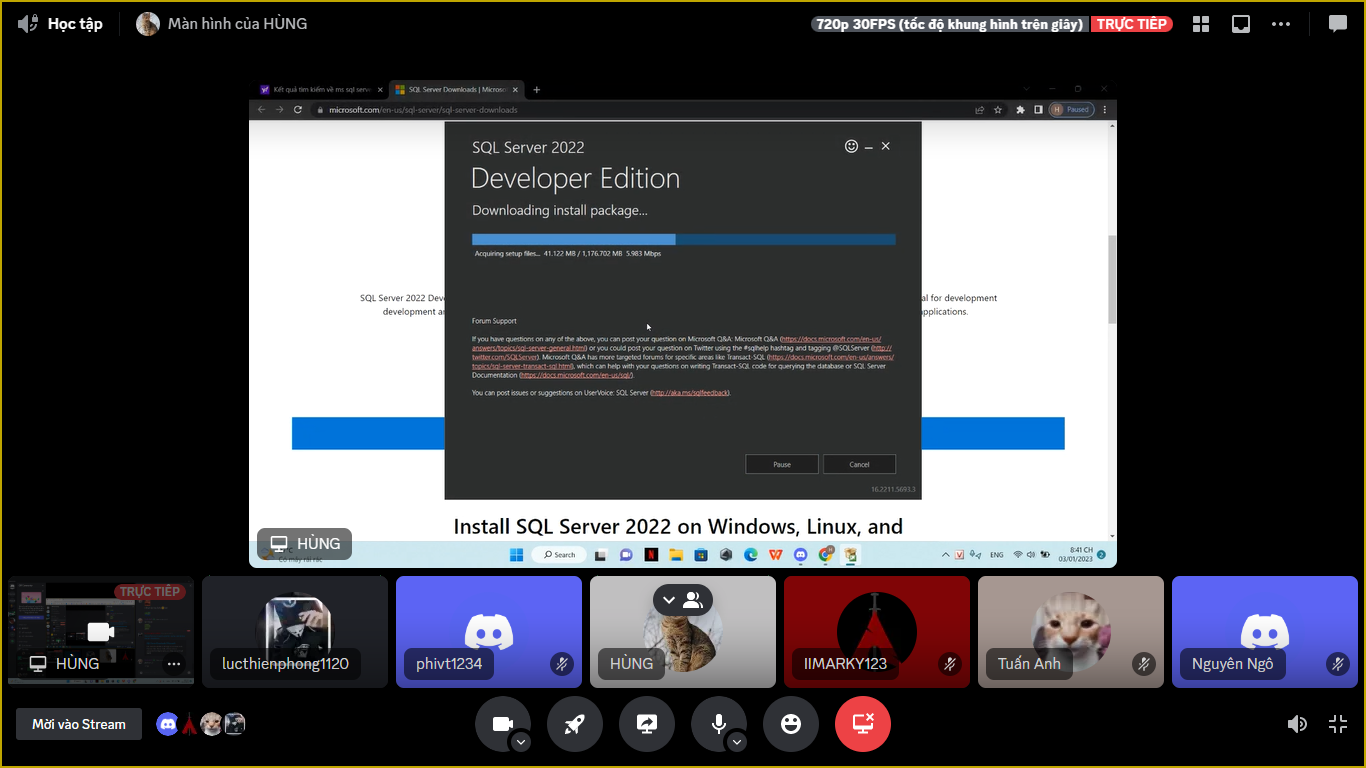 Học tập
Màn hình của HÙNG
720p 30FPS (tốc độ khung hình trên giây) TRỰC TIẾP
Kết quả tìm kiếm về ms sql serve
SQL Server Downloads | Microso
microsoft.com/en-us/sql-server/sql-server-downloads
H Paused
SQL Server 2022
Developer Edition
Downloading install package...
Acquiring setup files... 41.122 MB / 1,176.702 MB 5.983 Mbps
SQL Server 2022 Deve
al for development
development an
pplications.
Forum Support
If you have questions on any of the above, you can post your question on Microsoft Q&A: Microsoft Q&A (https://docs.microsoft.com/en-us/
answers/topics/sql-server-general.html) or you could post your question on Twitter using the #sqlhelp hashtag and tagging @SQLServer (http://
twitter.com/SQLServer). Microsoft Q&A has more targeted forums for specific areas like Transact-SQL (https://docs.microsoft.com/en-us/answers/
topics/sql-server-transact-sql.html), which can help with your questions on writing Transact-SQL code for querying the database or SQL Server
Documentation (https://docs.microsoft.com/en-us/sql/).
You can post issues or suggestions on UserVoice: SQL Server (http://aka.ms/sqlfeedback).
Pause
Cancel
16.2211.5693.3
Install SQL Server 2022 on Windows, Linux, and
HÙNG
Có mây rải rác
Search
ENG
8:41 CH
03/01/2023
2
TRỰC TIẾP
HÙNG
lucthienphong1120
phivt1234
HÙNG
IIMARKY123
Tuấn Anh
Nguyên Ngô
Mời vào Stream